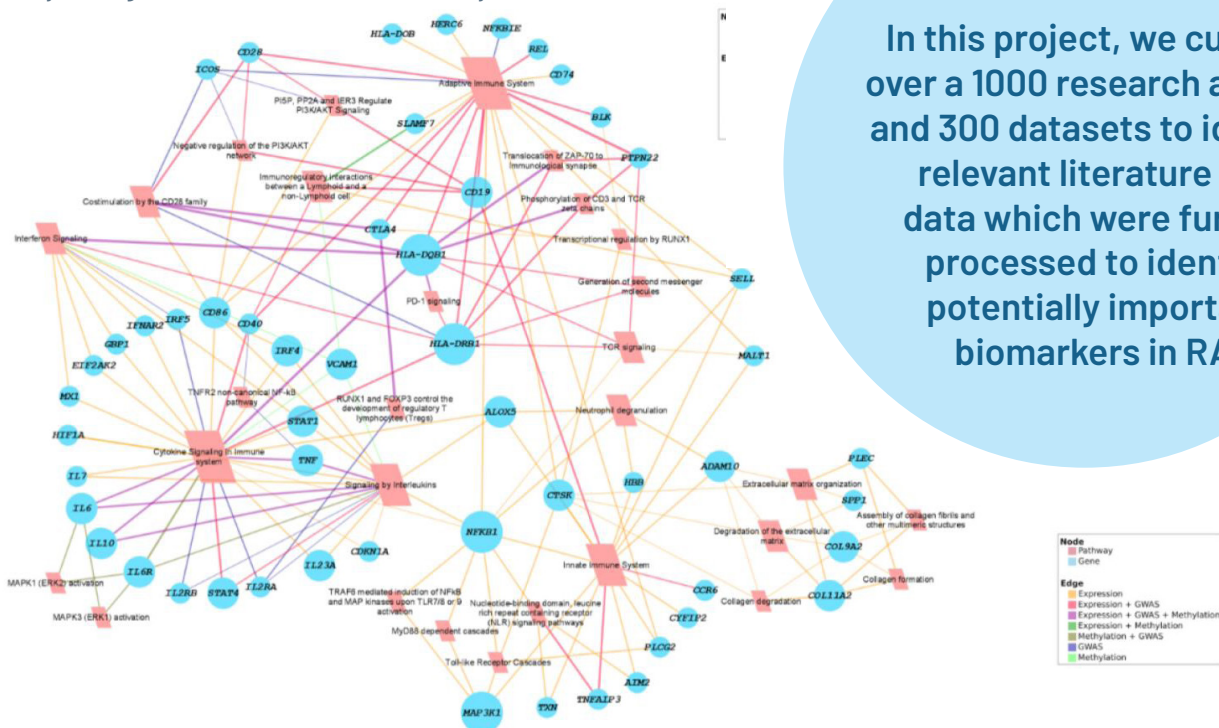 In this project, we cu
over a 1000 research a
and 300 datasets to id
relevant literature
data which were fur
processed to ident
potentially import
biomarkers in RA
HLA-DOB
HERC6
NFKBIE
REL
CD74
CD28
ICOS
Adaptive Immune System
PI5P, PP2A and IER3 Regulate
PI3K/AKT Signaling
SLAMF7
BLK
Negative regulation of the PI3K/AKT
network
Translocation of ZAP-70 to
Immunological synapse
PTPN22
Immunoregulatory interactions
between a Lymphoid and a
non-Lymphoid cell
CD19
Phosphorylation of CD3 and TCR
zeta chains
Costimulation by the CD28 family
CTLA4
Interferon Signaling
Transcriptional regulation by RUNX1
HLA-DQB1
SELL
Generation of second messenger
molecules
PD-1 signaling
CD86
IRF5
IFNAR2
CD40
GBP1
HLA-DRB1
TCR signaling
IRF4
MALT1
EIF2AK2
VCAM1
MX1
TNFR2 non-canonical NF-kB
pathway
RUNX1 and FOXP3 control the
development of regulatory T
lymphocytes (Tregs)
ALOX5
Neutrophil degranulation
STAT1
HIF1A
Cytokine Signaling in Immune
system
TNF
IL7
Signaling by Interleukins
ADAM10
PLEC
HBB
Extracellular matrix organization
CTSK
SPP1
IL6
Assembly of collagen fibrils and
other multimeric structures
NFKB1
Degradation of the extracellular
matrix
IL10
COL9A2
CDKN1A
IL23A
Innate Immune System
IL6R
MAPK1 (ERK2) activation
IL2RB
STAT4
IL2RA
TRAF6 mediated induction of NFkB
and MAP kinases upon TLR7/8 or 9
activation
Nucleotide-binding domain, leucine
rich repeat containing receptor
(NLR) signaling pathways
CCR6
Collagen degradation
COL11A2
Collagen formation
MAPK3 (ERK1) activation
MyD88 dependent cascades
CYFIP2
PLCG2
Toll-like Receptor Cascades
AIM2
TNFAIP3
TXN
MAP3K1
Node
Pathway
Gene
Edge
Expression
Expression + GWAS
Expression + GWAS + Methylation
Expression + Methylation
Methylation + GWAS
GWAS
Methylation